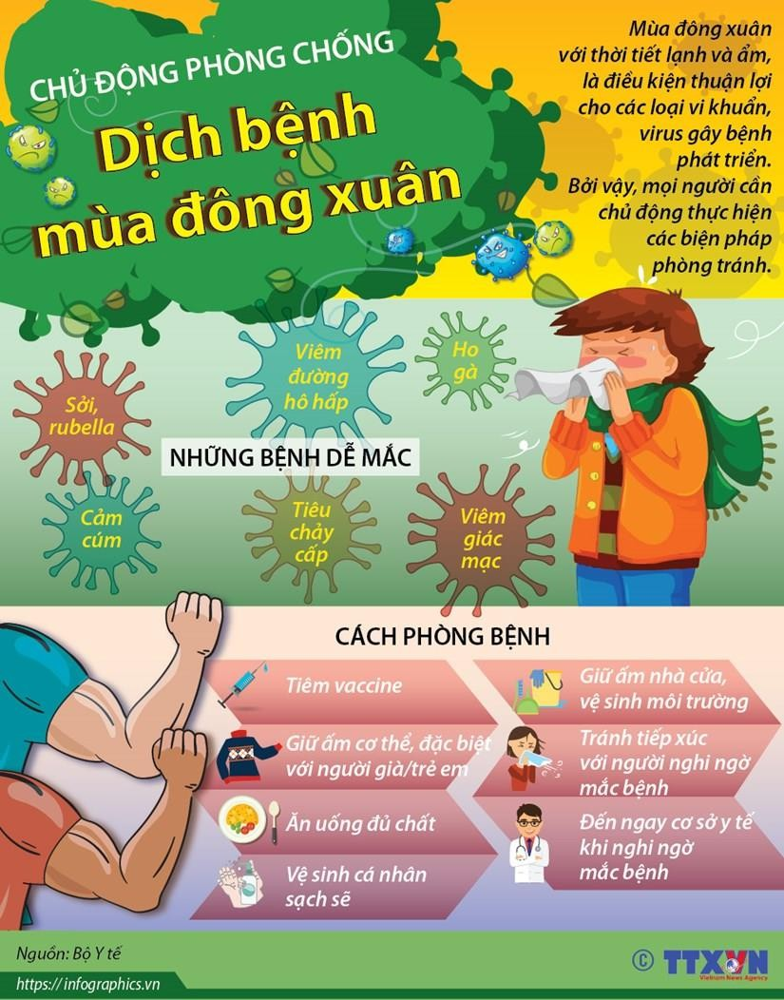 CHỦ ĐỘNG PHÒNG CHỐNG
Dịch bệnh
mùa đông xuân
Mùa đông xuân
với thời tiết lạnh và ẩm,
là điều kiện thuận lợi
cho các loại vi khuẩn,
virus gây bệnh
phát triển.
Bởi vậy, mọi người cần
chủ động thực hiện
các biện pháp
phòng tránh.
Sởi,
rubella
Viêm
đường
hô hấp
Ho
gà
NHỮNG BỆNH DỄ MẮC
Cảm
cúm
Tiêu
chảy
cấp
Viêm
giác
mạc
CÁCH PHÒNG BỆNH
Tiêm vaccine
Giữ ấm cơ thể, đặc biệt
với người già/trẻ em
Ăn uống đủ chất
Vệ sinh cá nhân
sạch sẽ
Giữ ấm nhà cửa,
vệ sinh môi trường
Tránh tiếp xúc
với người nghi ngờ
mắc bệnh
Đến ngay cơ sở y tế
khi nghi ngờ
mắc bệnh
Nguồn: Bộ Y tế
© TTXVN
Vietnam News Agency
https://infographics.vn